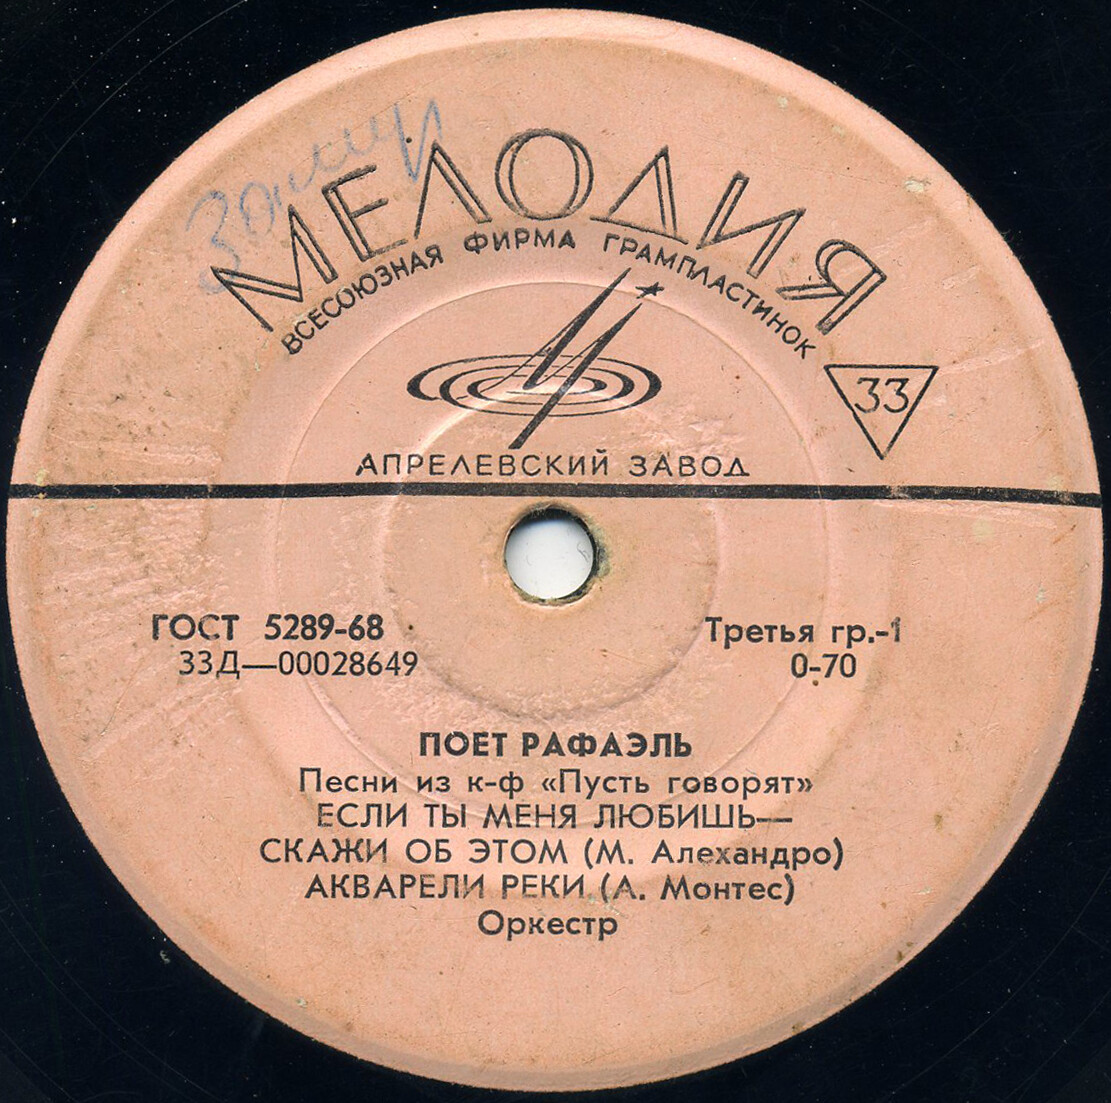 МЕЛОДИЯ
ВСЕСОЮЗНАЯ ФИРМА ГРАМПЛАСТИНОК
33
АПРЕЛЕВСКИЙ ЗАВОД
ГОСТ 5289-68
33Д—00028649
Третья гр.-1
0-70
ПОЕТ РАФАЭЛЬ
Песни из к-ф «Пусть говорят»
ЕСЛИ ТЫ МЕНЯ ЛЮБИШЬ—
СКАЖИ ОБ ЭТОМ (М. Алехандро)
АКВАРЕЛИ РЕКИ (А. Монтес)
Оркестр